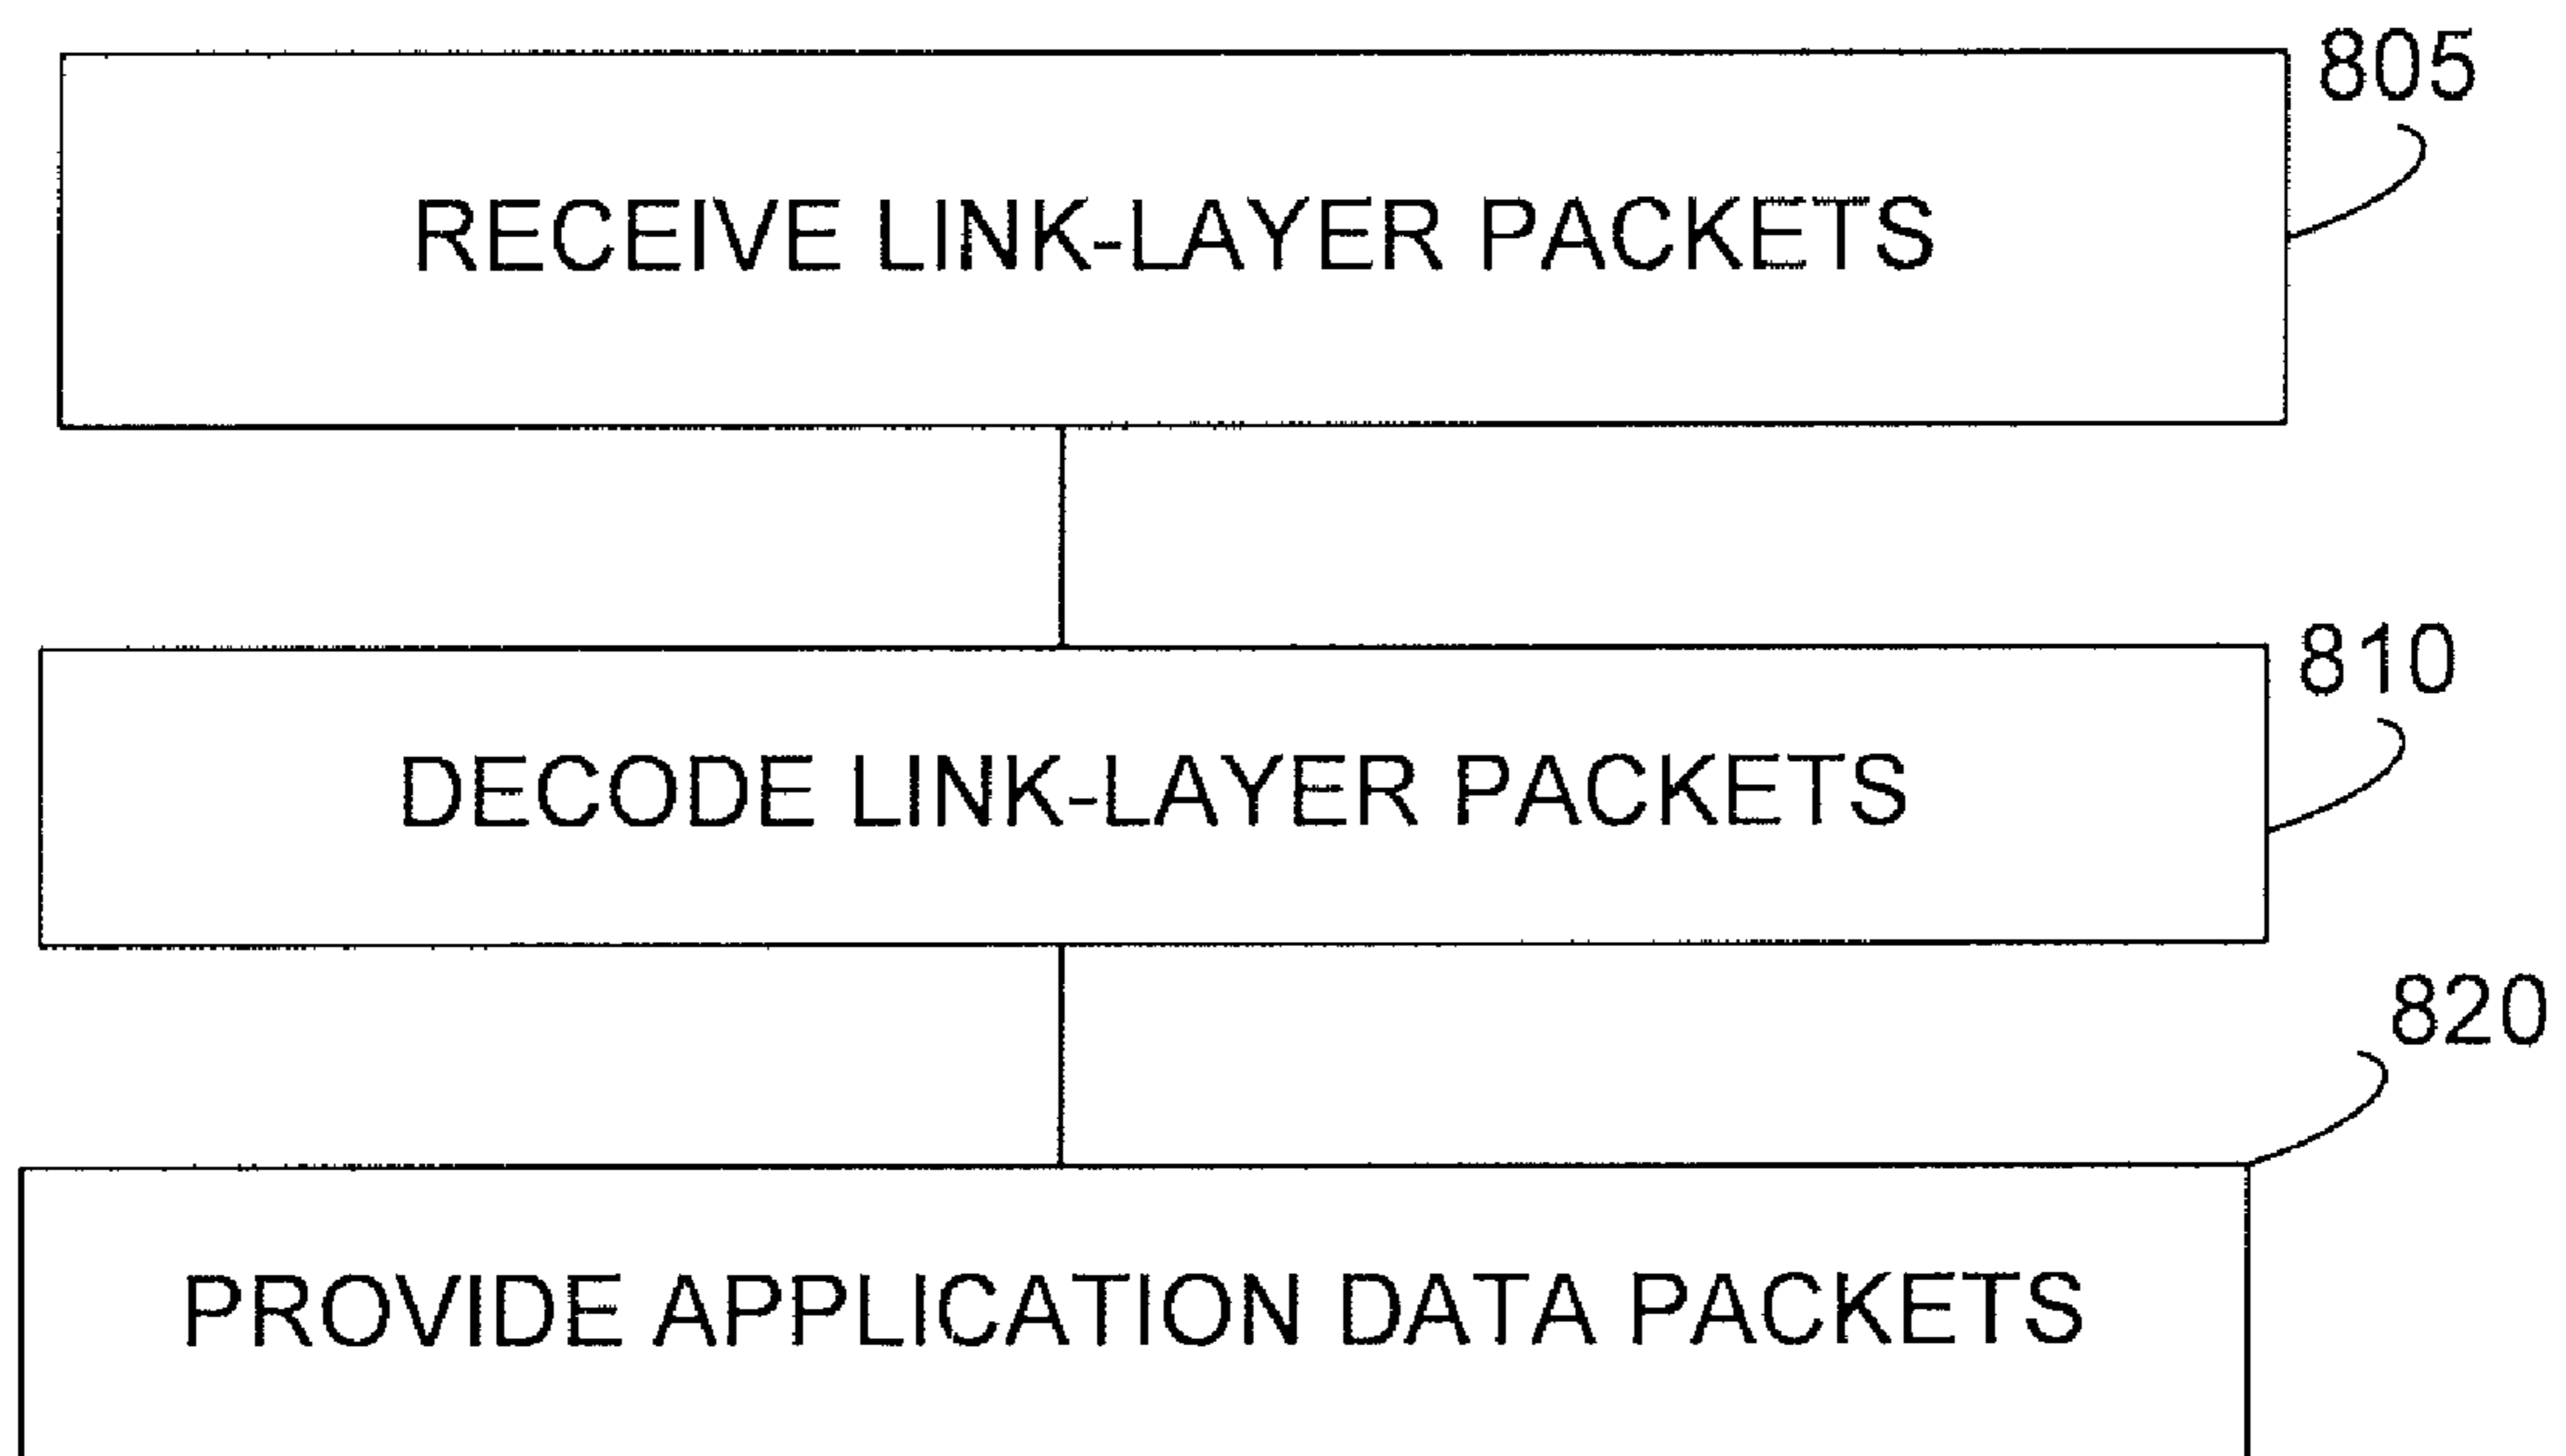 805
RECEIVE LINK-LAYER PACKETS
810
DECODE LINK-LAYER PACKETS
820
PROVIDE APPLICATION DATA PACKETS